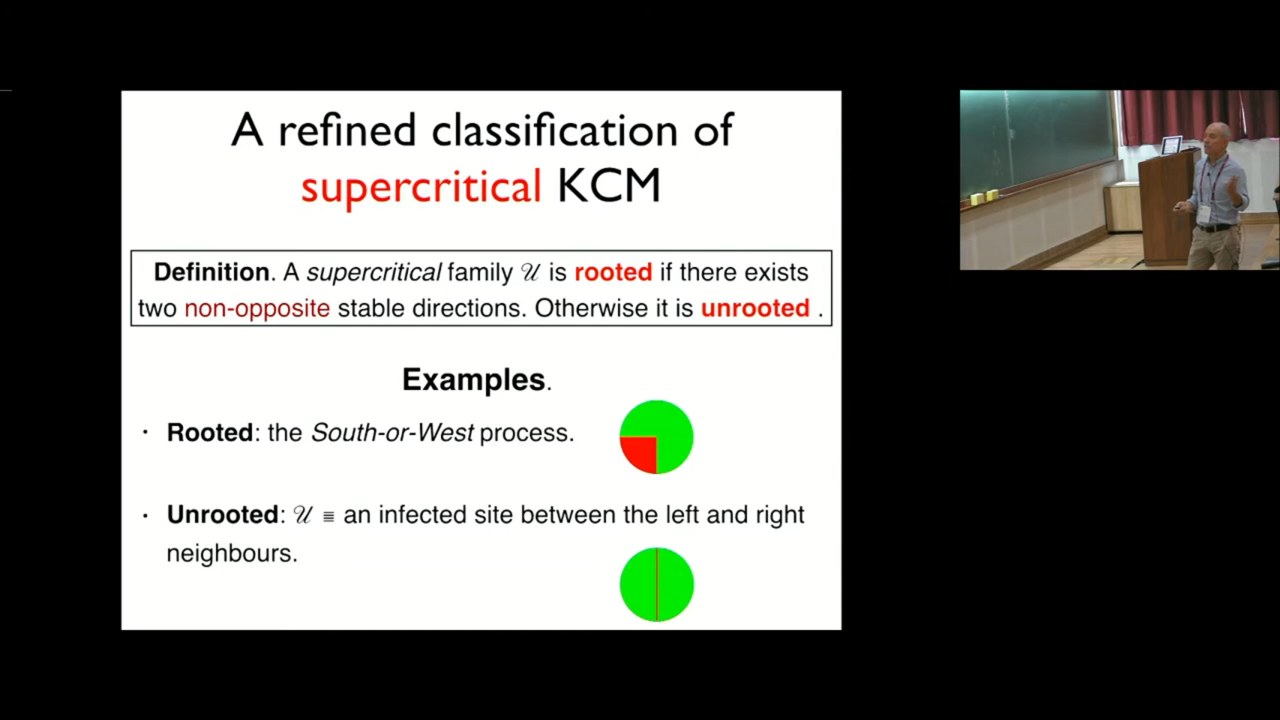 A refined classification of
supercritical KCM
Definition. A supercritical family 𝒰 is rooted if there exists
two non-opposite stable directions. Otherwise it is unrooted .
Examples.
· Rooted: the South-or-West process.
· Unrooted: 𝒰 ≡ an infected site between the left and right
neighbours.